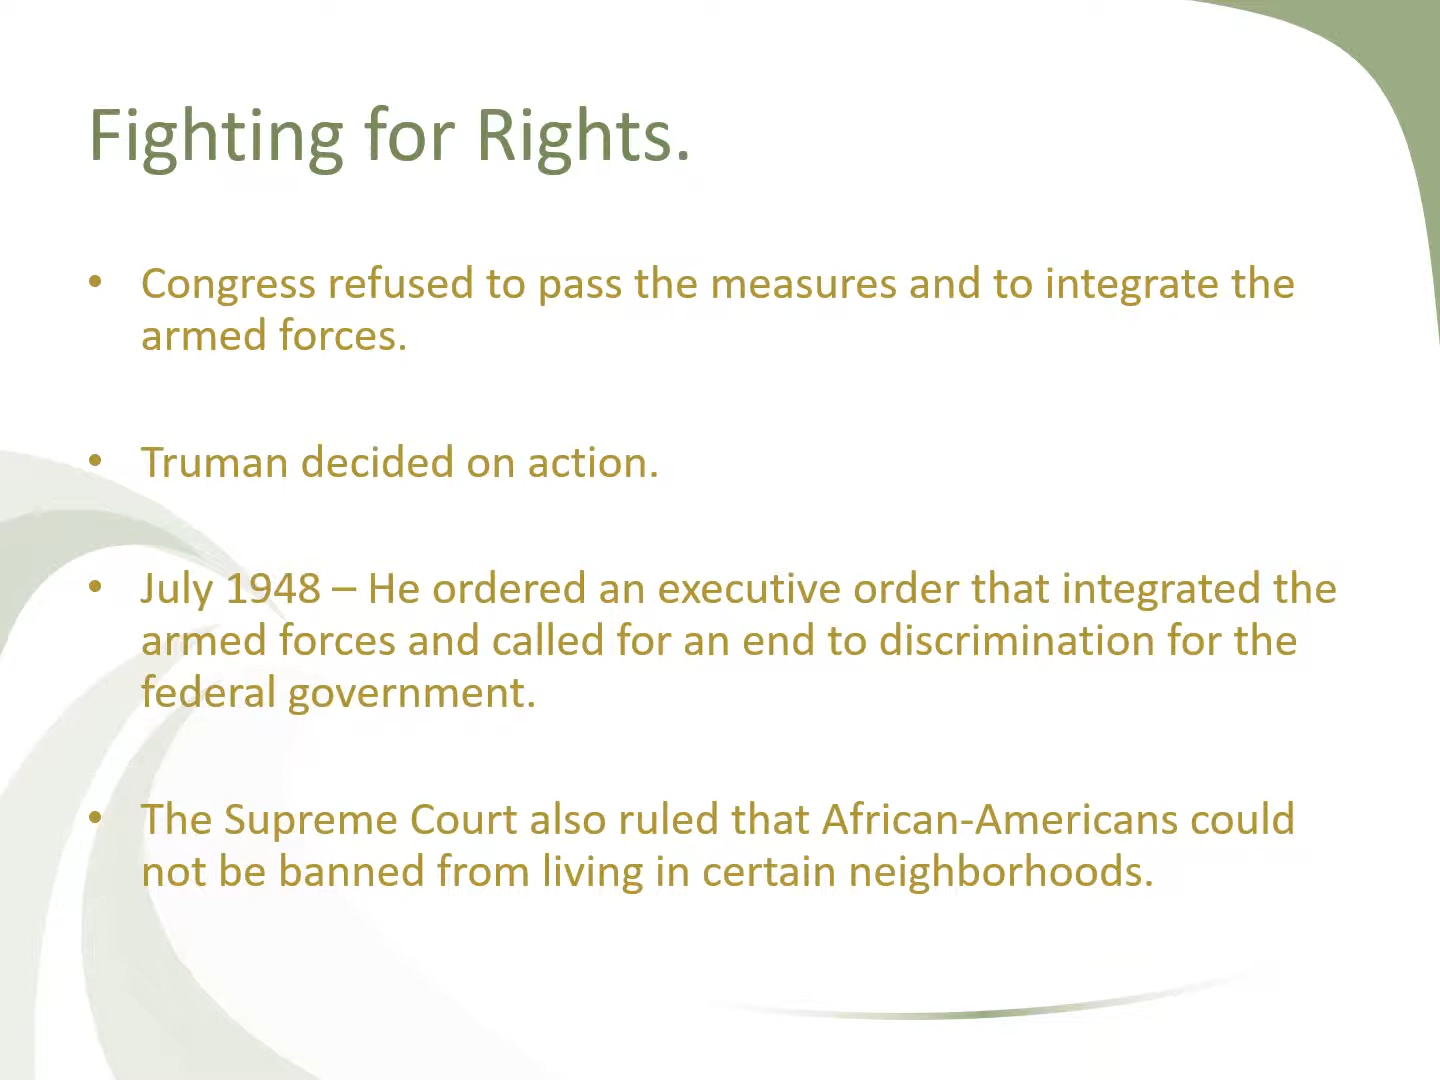 Fighting for Rights.
• Congress refused to pass the measures and to integrate the
armed forces.
• Truman decided on action.
• July 1948 – He ordered an executive order that integrated the
armed forces and called for an end to discrimination for the
federal government.
• The Supreme Court also ruled that African-Americans could
not be banned from living in certain neighborhoods.